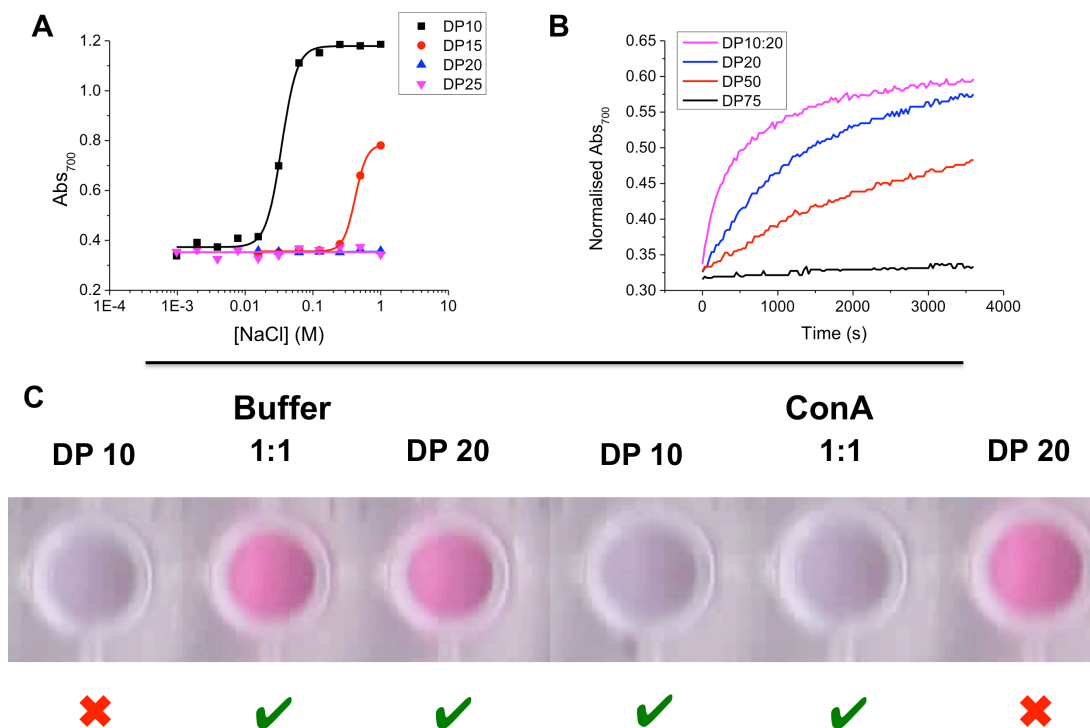 A
DP10
DP15
DP20
DP25
1.2
1.0
0.8
0.6
0.4
0.2
Abs700
1E-4
1E-3
0.01
0.1
1
10
[NaCl] (M)
B
DP10:20
DP20
DP50
DP75
0.65
0.60
0.55
0.50
0.45
0.40
0.35
0.30
Normalised Abs700
0
1000
2000
3000
4000
Time (s)
C
Buffer
ConA
DP 10
1:1
DP 20
DP 10
1:1
DP 20